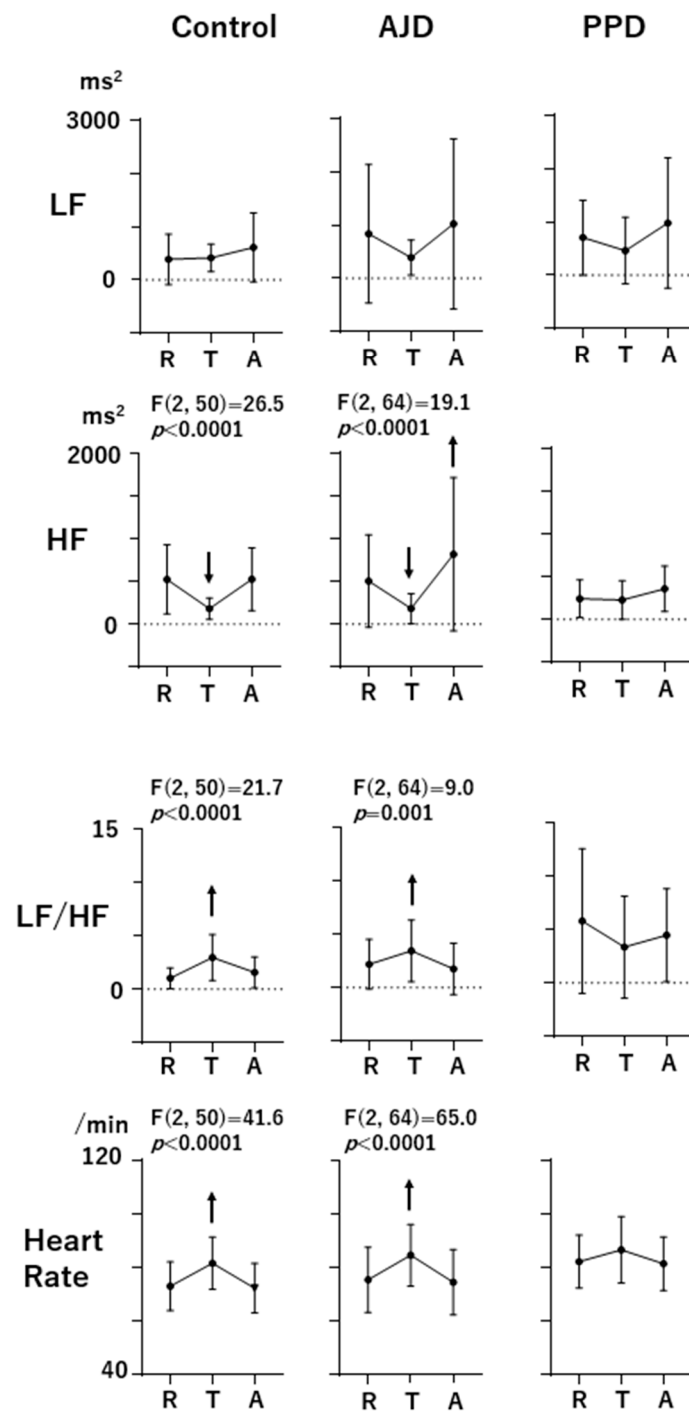 Control AJD PPD
ms²
3000
LF
0
R T A R T A R T A
F(2, 50)=26.5 F(2, 64)=19.1
p<0.0001 p<0.0001
ms²
2000
HF
0
R T A R T A R T A
F(2, 50)=21.7 F(2, 64)=9.0
p<0.0001 p=0.001
15
LF/HF
0
R T A R T A R T A
F(2, 50)=41.6 F(2, 64)=65.0
/min
p<0.0001 p<0.0001
120
Heart
Rate
40
R T A R T A R T A